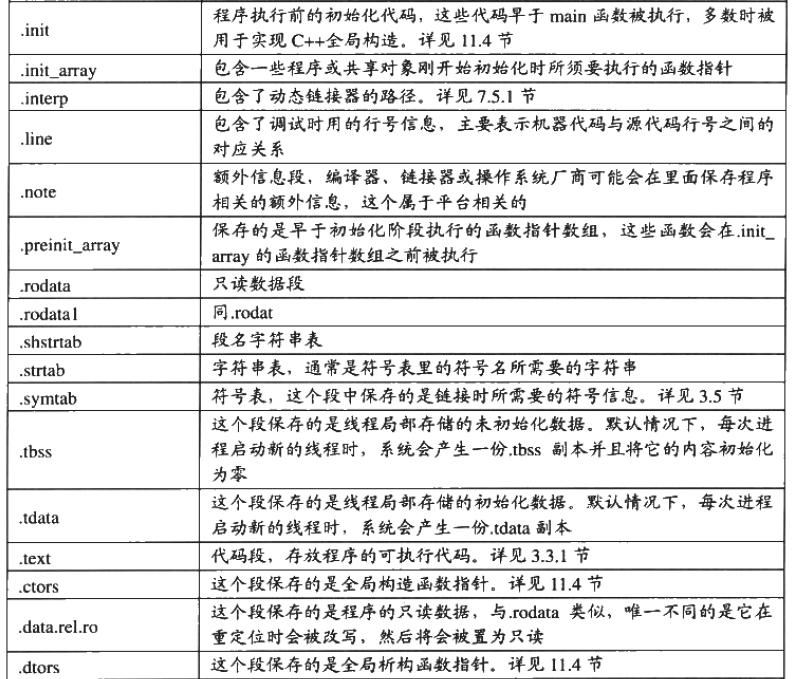 .init
程序执行前的初始化代码，这些代码早于 main 函数被执行，多数时被
用于实现 C++全局构造。详见 11.4 节
.init_array
包含一些程序或共享对象刚开始初始化时所须要执行的函数指针
.interp
包含了动态链接器的路径。详见 7.5.1 节
.line
包含了调试时用的行号信息，主要表示机器代码与源代码行号之间的
对应关系
.note
额外信息段，编译器、链接器或操作系统厂商可能会在里面保存程序
相关的额外信息，这个属于平台相关的
.preinit_array
保存的是早于初始化阶段执行的函数指针数组，这些函数会在.init_
array 的函数指针数组之前被执行
.rodata
只读数据段
.rodata1
同.rodat
.shstrtab
段名字符串表
.strtab
字符串表，通常是符号表里的符号名所需要的字符串
.symtab
符号表，这个段中保存的是链接时所需要的符号信息。详见 3.5 节
.tbss
这个段保存的是线程局部存储的未初始化数据。默认情况下，每次进
程启动新的线程时，系统会产生一份.tbss 副本并且将它的内容初始化
为零
.tdata
这个段保存的是线程局部存储的初始化数据。默认情况下，每次进程
启动新的线程时，系统会产生一份.tdata 副本
.text
代码段，存放程序的可执行代码。详见 3.3.1 节
.ctors
这个段保存的是全局构造函数指针。详见 11.4 节
.data.rel.ro
这个段保存的是程序的只读数据，与.rodata 类似，唯一不同的是它在
重定位时会被改写，然后将会被置为只读
.dtors
这个段保存的是全局析构函数指针。详见 11.4 节